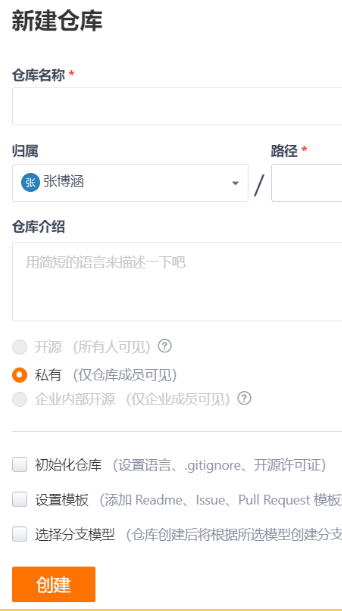 新建仓库
仓库名称 *
归属 路径 *
张 张博涵 /
仓库介绍
用简短的语言来描述一下吧
开源 (所有人可见) ?
私有 (仅仓库成员可见)
企业内部开源 (仅企业成员可见) ?
初始化仓库 (设置语言、.gitignore、开源许可证)
设置模板 (添加 Readme、Issue、Pull Request 模板
选择分支模型 (仓库创建后将根据所选模型创建分支
创建